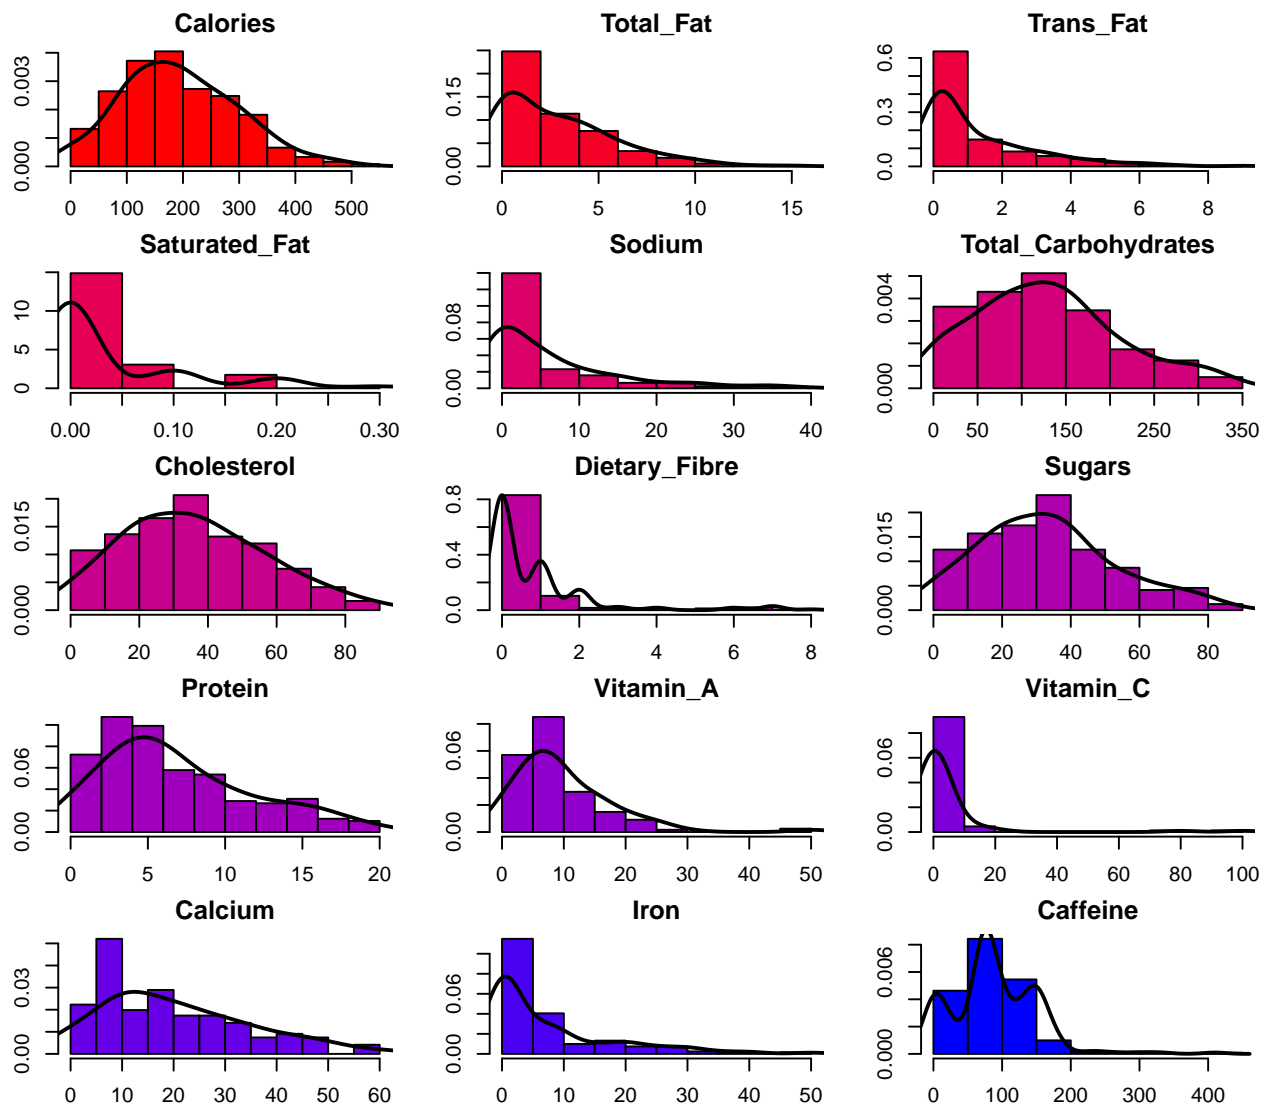 Calories Total_Fat Trans_Fat
0.000 0.003 0.00 0.15 0.0 0.3 0.6
0 100 200 300 400 500 0 5 10 15 0 2 4 6 8
Saturated_Fat Sodium Total_Carbohydrates
0 5 10 0.00 0.08 0.000 0.004
0.00 0.10 0.20 0.30 0 10 20 30 40 0 50 150 250 350
Cholesterol Dietary_Fibre Sugars
0.000 0.015 0.0 0.4 0.8 0.000 0.015
0 20 40 60 80 0 2 4 6 8 0 20 40 60 80
Protein Vitamin_A Vitamin_C
0.00 0.06 0.00 0.06 0.00 0.06
0 5 10 15 20 0 10 20 30 40 50 0 20 40 60 80 100
Calcium Iron Caffeine
0.00 0.03 0.00 0.06 0.000 0.006
0 10 20 30 40 50 60 0 10 20 30 40 50 0 100 200 300 400